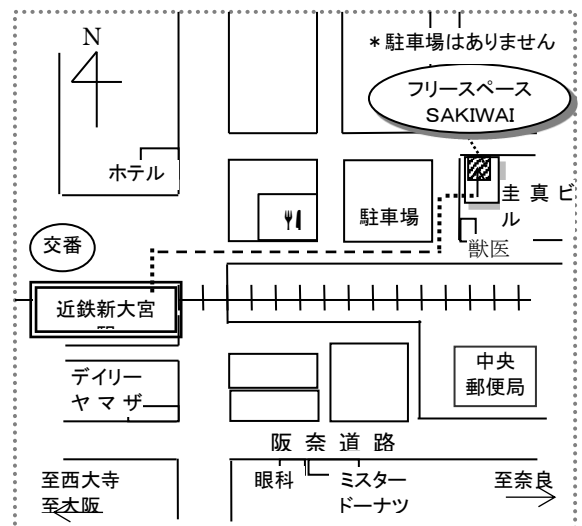 N
*駐車場はありません
フリースペース
SAKIWAI
ホテル
駐車場
圭真ビ
ル
獣医
交番
近鉄新大宮
デイリー
ヤマザ
中央
郵便局
阪奈道路
至西大寺
至大阪
眼科
ミスター
ドーナツ
至奈良